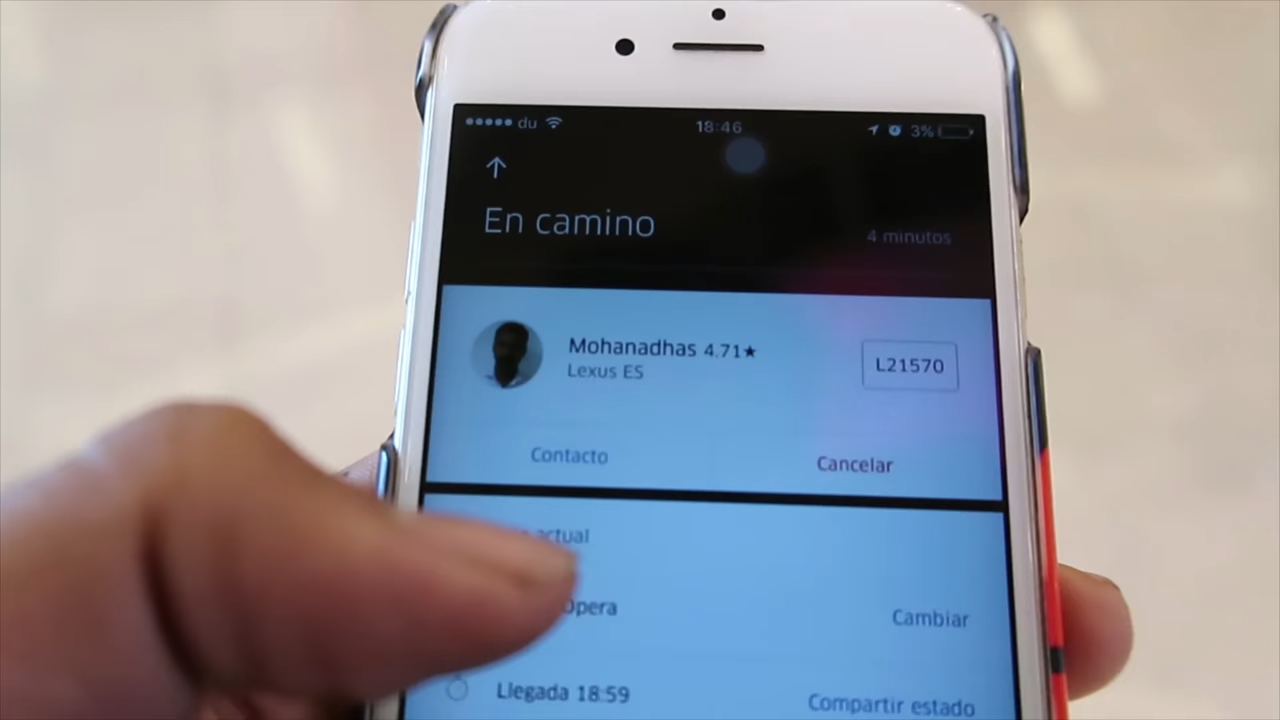 du 18:46 3%
En camino 4 minutos
Mohanadhas 4.71★ L21570
Lexus ES
Contacto Cancelar
actual
Opera Cambiar
Llegada 18:59 Compartir estado